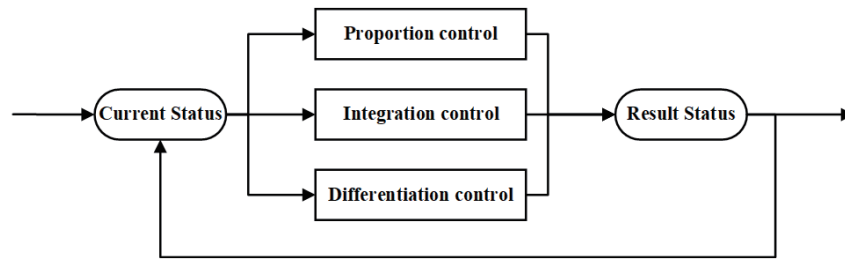 Proportion control
Current Status
Integration control
Result Status
Differentiation control